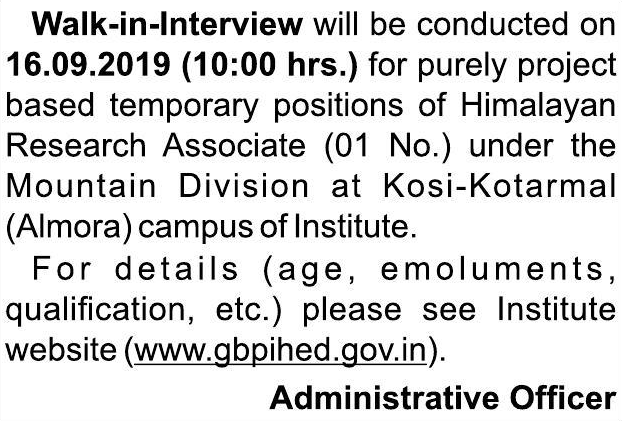 Walk-in-Interview will be conducted on
16.09.2019 (10:00 hrs.) for purely project
based temporary positions of Himalayan
Research Associate (01 No.) under the
Mountain Division at Kosi-Kotarmal
(Almora) campus of Institute.
For details (age, emoluments,
qualification, etc.) please see Institute
website (www.gbpihed.gov.in).
Administrative Officer